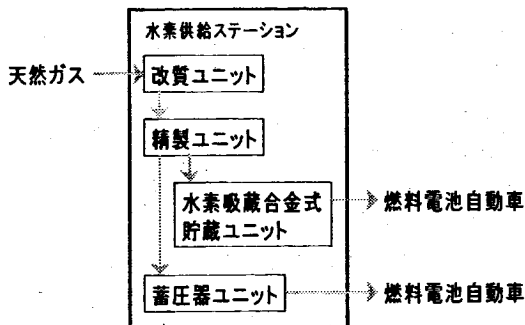 水素供給ステーション
天然ガス
改質ユニット
精製ユニット
水素吸蔵合金式
貯蔵ユニット
燃料電池自動車
蓄圧器ユニット
燃料電池自動車